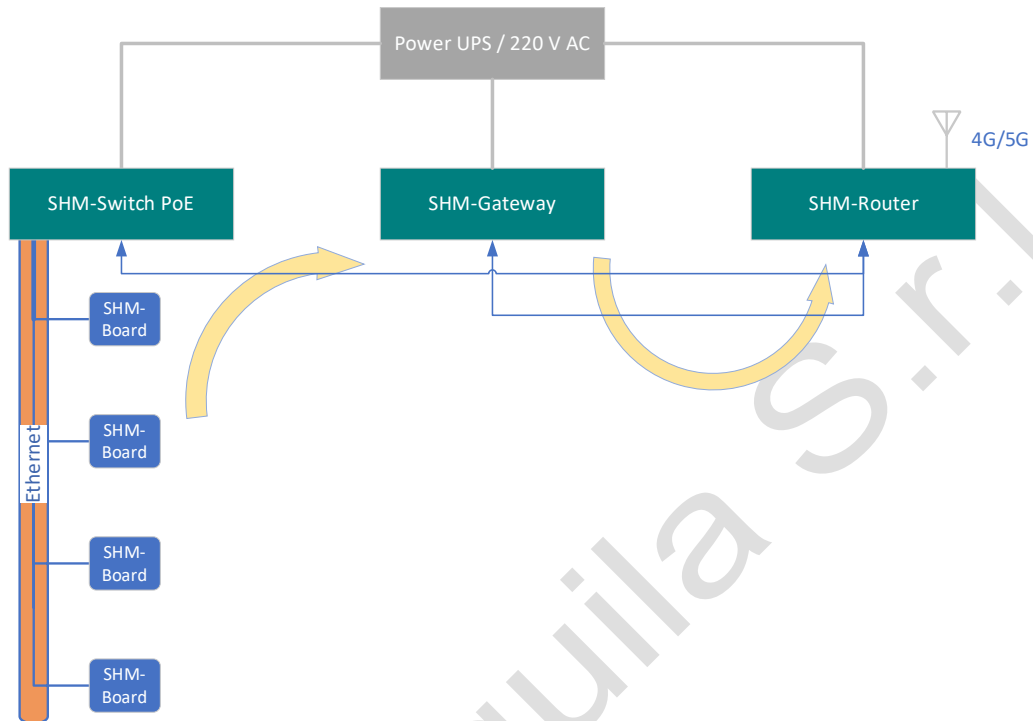 Power UPS / 220 V AC
4G/5G
SHM-Switch PoE
SHM-Gateway
SHM-Router
SHM-
Board
SHM-
Board
Ethernet
SHM-
Board
SHM-
Board
uila S.r.l